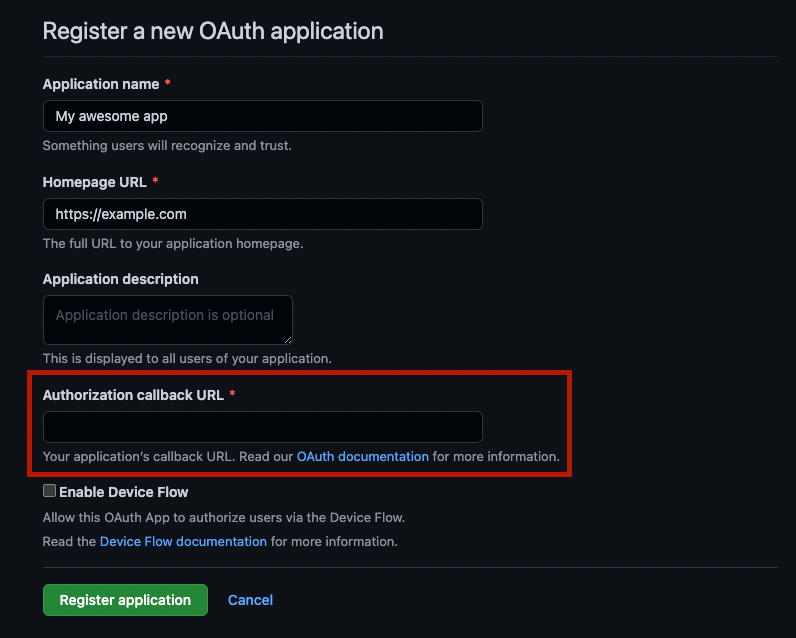 Register a new OAuth application
Application name *
My awesome app
Something users will recognize and trust.
Homepage URL *
https://example.com
The full URL to your application homepage.
Application description
Application description is optional
This is displayed to all users of your application.
Authorization callback URL *
Your application’s callback URL. Read our OAuth documentation for more information.
Enable Device Flow
Allow this OAuth App to authorize users via the Device Flow.
Read the Device Flow documentation for more information.
Register application Cancel